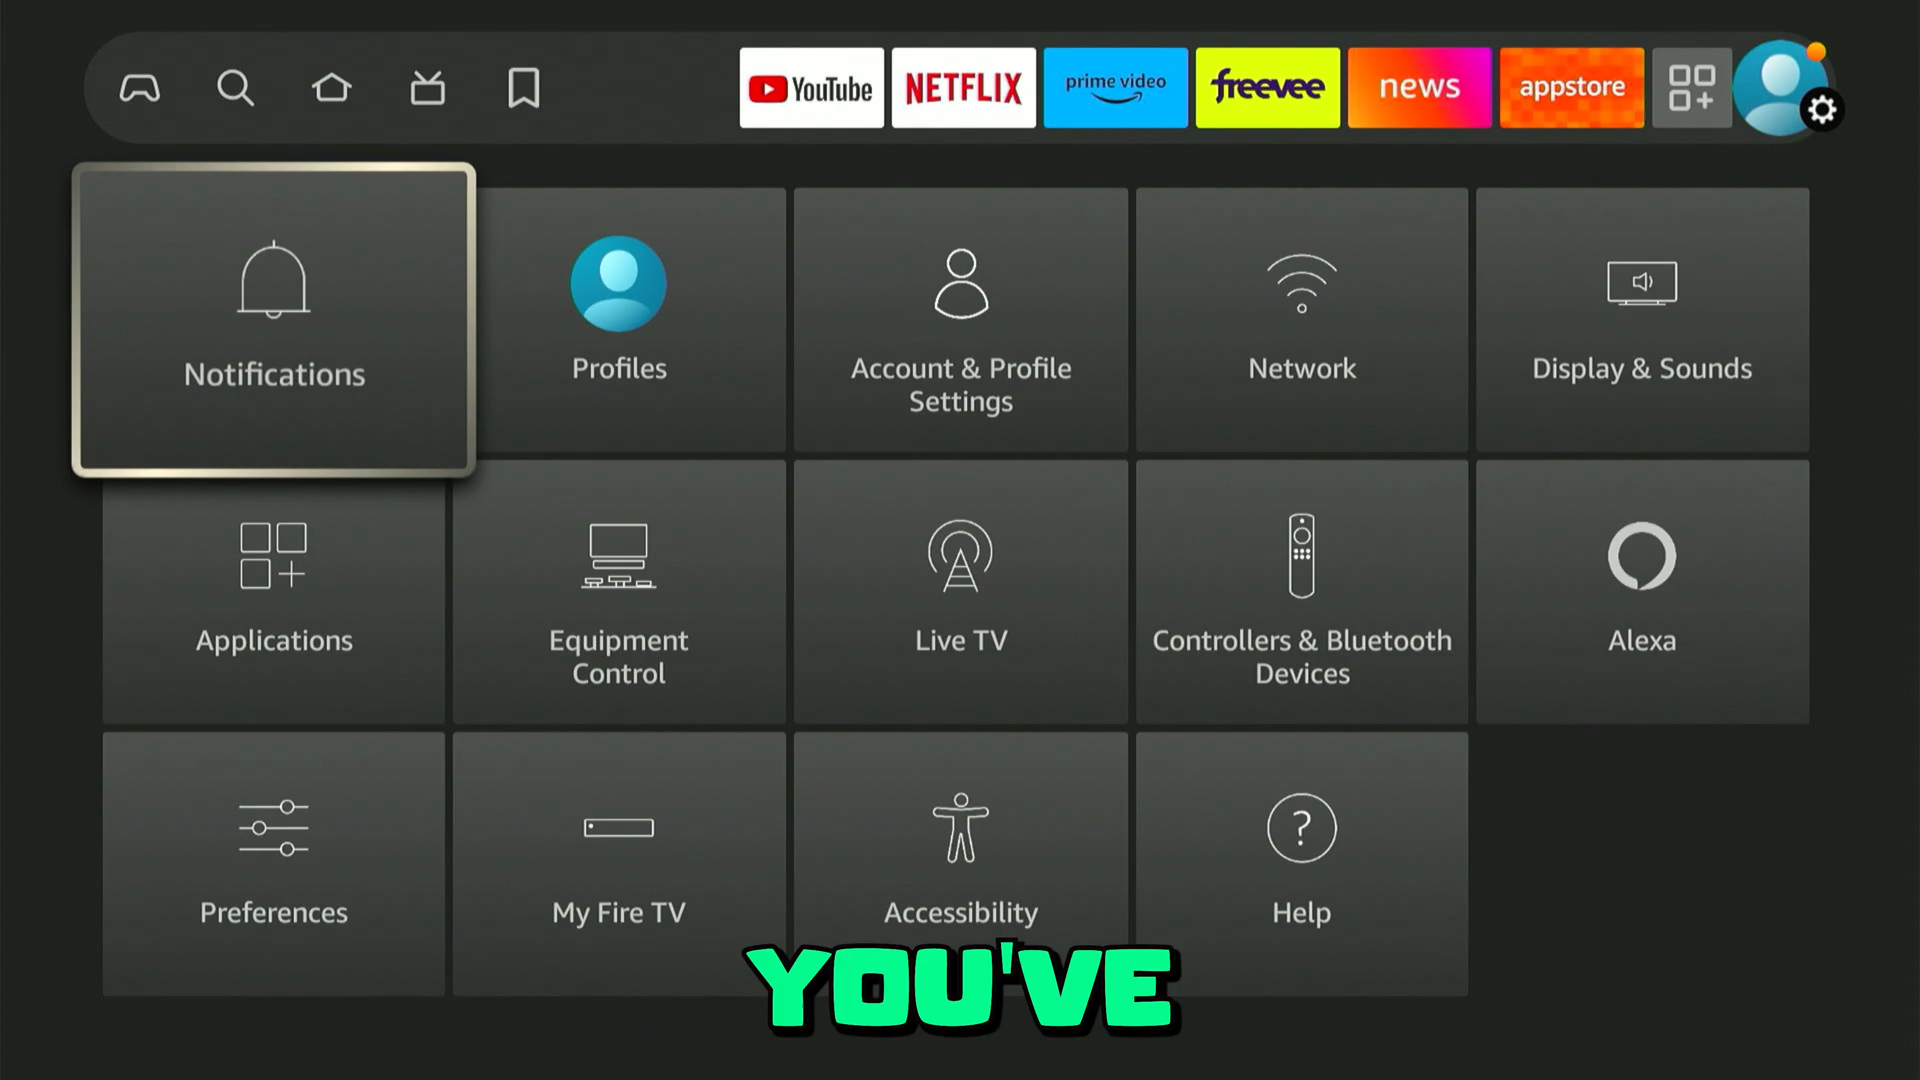 YouTube NETFLIX prime video freevee news appstore
Notifications
Profiles
Account & Profile
Settings
Network
Display & Sounds
Applications
Equipment
Control
Live TV
Controllers & Bluetooth
Devices
Alexa
Preferences
My Fire TV
Accessibility
?
Help
YOU'VE